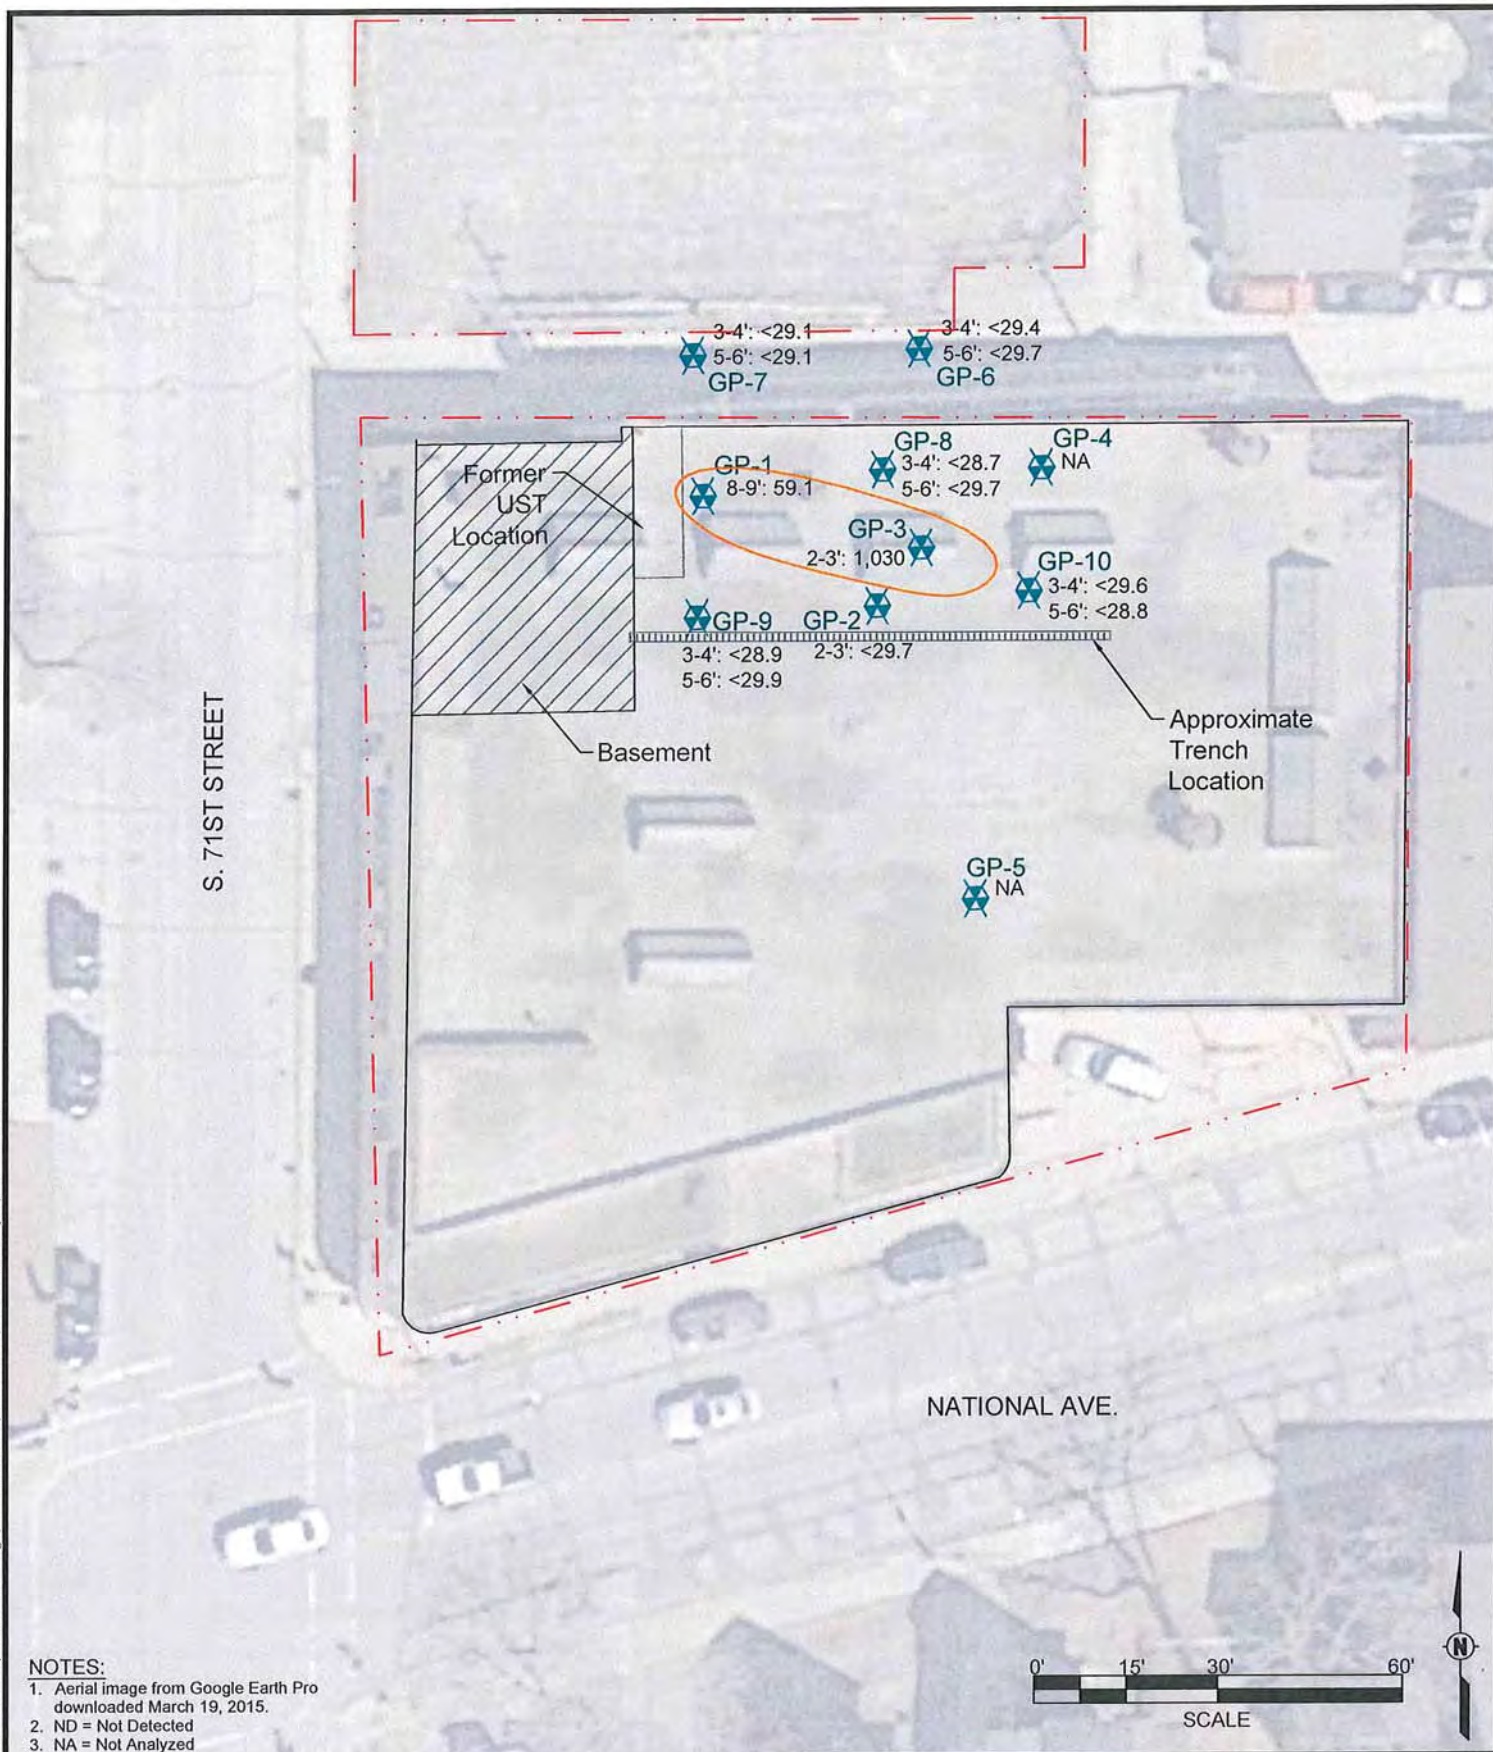 3-4': <29.1
5-6': <29.1
GP-7
3-4': <29.4
5-6': <29.7
GP-6
Former
UST
Location
GP-1
8-9': 59.1
GP-8
3-4': <28.7
5-6': <29.7
GP-4
NA
GP-3
2-3': 1,030
GP-10
3-4': <29.6
5-6': <28.8
GP-9
3-4': <28.9
5-6': <29.9
GP-2
2-3': <29.7
Basement
Approximate
Trench
Location
S. 71ST STREET
GP-5
NA
NATIONAL AVE.
NOTES:
1. Aerial image from Google Earth Pro
downloaded March 19, 2015.
2. ND = Not Detected
3. NA = Not Analyzed
0' 15' 30' 60'
SCALE
N